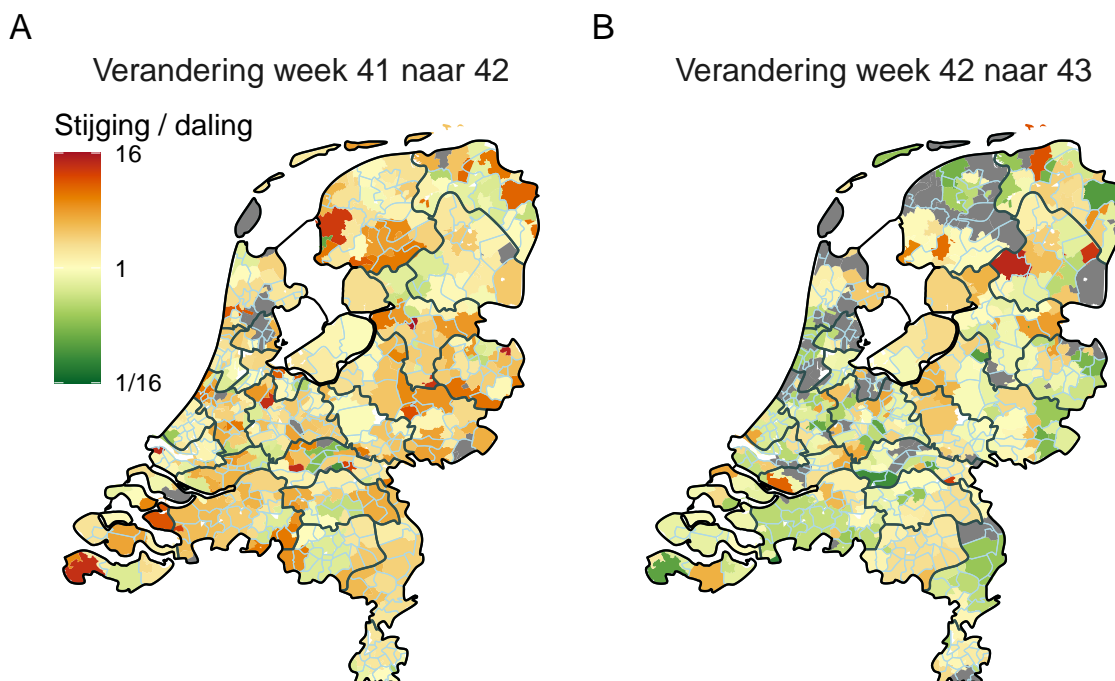 A
B
Verandering week 41 naar 42
Verandering week 42 naar 43
Stijging / daling
16
1
1/16